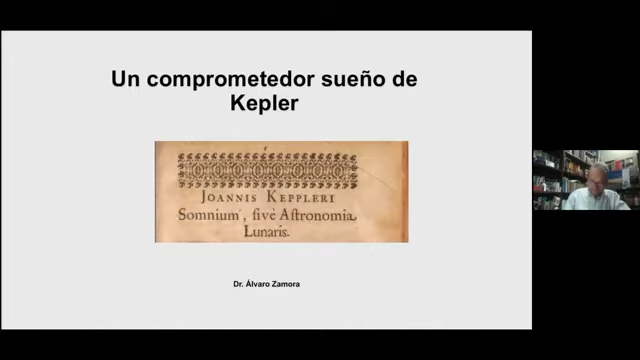 Un comprometedor sueño de
Kepler
JOANNIS KEPPLERI
Somnium, ſive Aſtronomia
Lunaris.
Dr. Álvaro Zamora